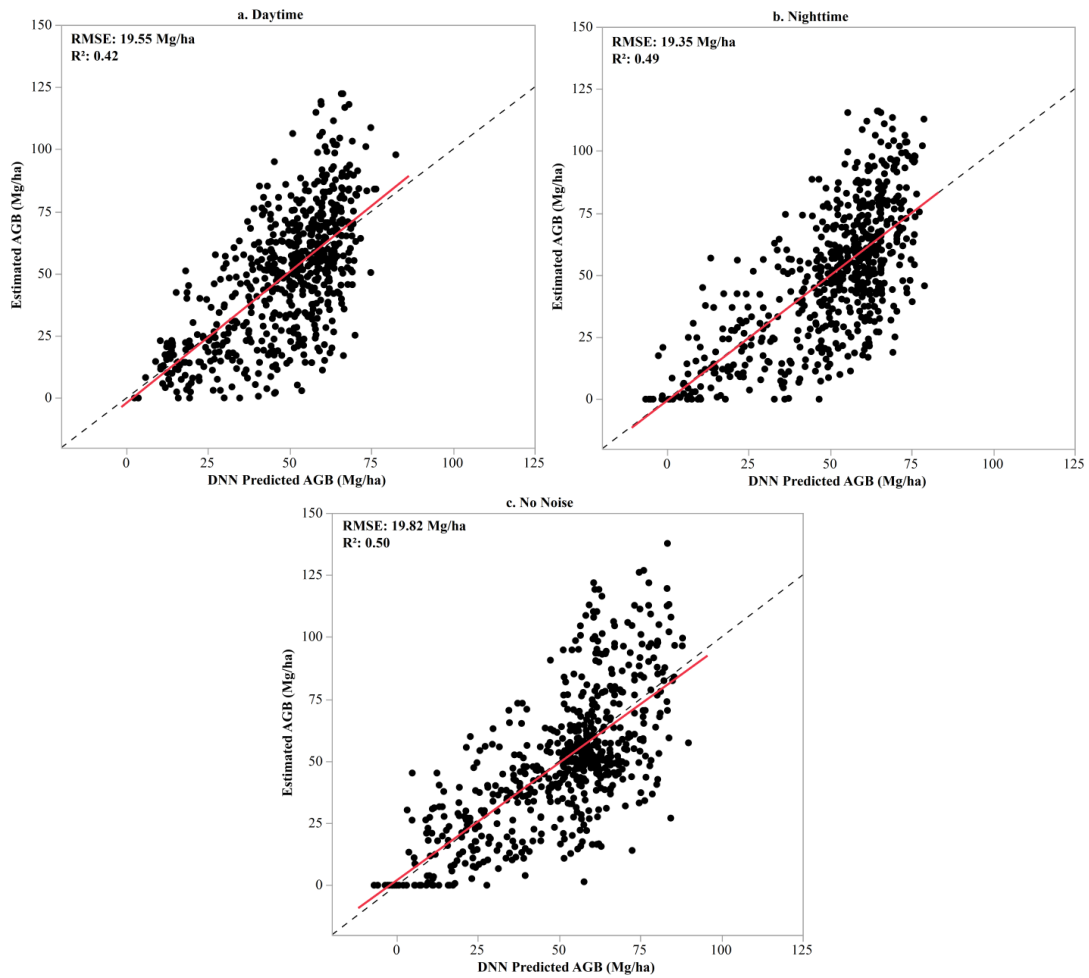 a. Daytime
RMSE: 19.55 Mg/ha
R²: 0.42
150
125
100
75
50
25
0
Estimated AGB (Mg/ha)
0 25 50 75 100 125
DNN Predicted AGB (Mg/ha)
b. Nighttime
RMSE: 19.35 Mg/ha
R²: 0.49
150
125
100
75
50
25
0
Estimated AGB (Mg/ha)
0 25 50 75 100 125
DNN Predicted AGB (Mg/ha)
c. No Noise
RMSE: 19.82 Mg/ha
R²: 0.50
150
125
100
75
50
25
0
Estimated AGB (Mg/ha)
0 25 50 75 100 125
DNN Predicted AGB (Mg/ha)